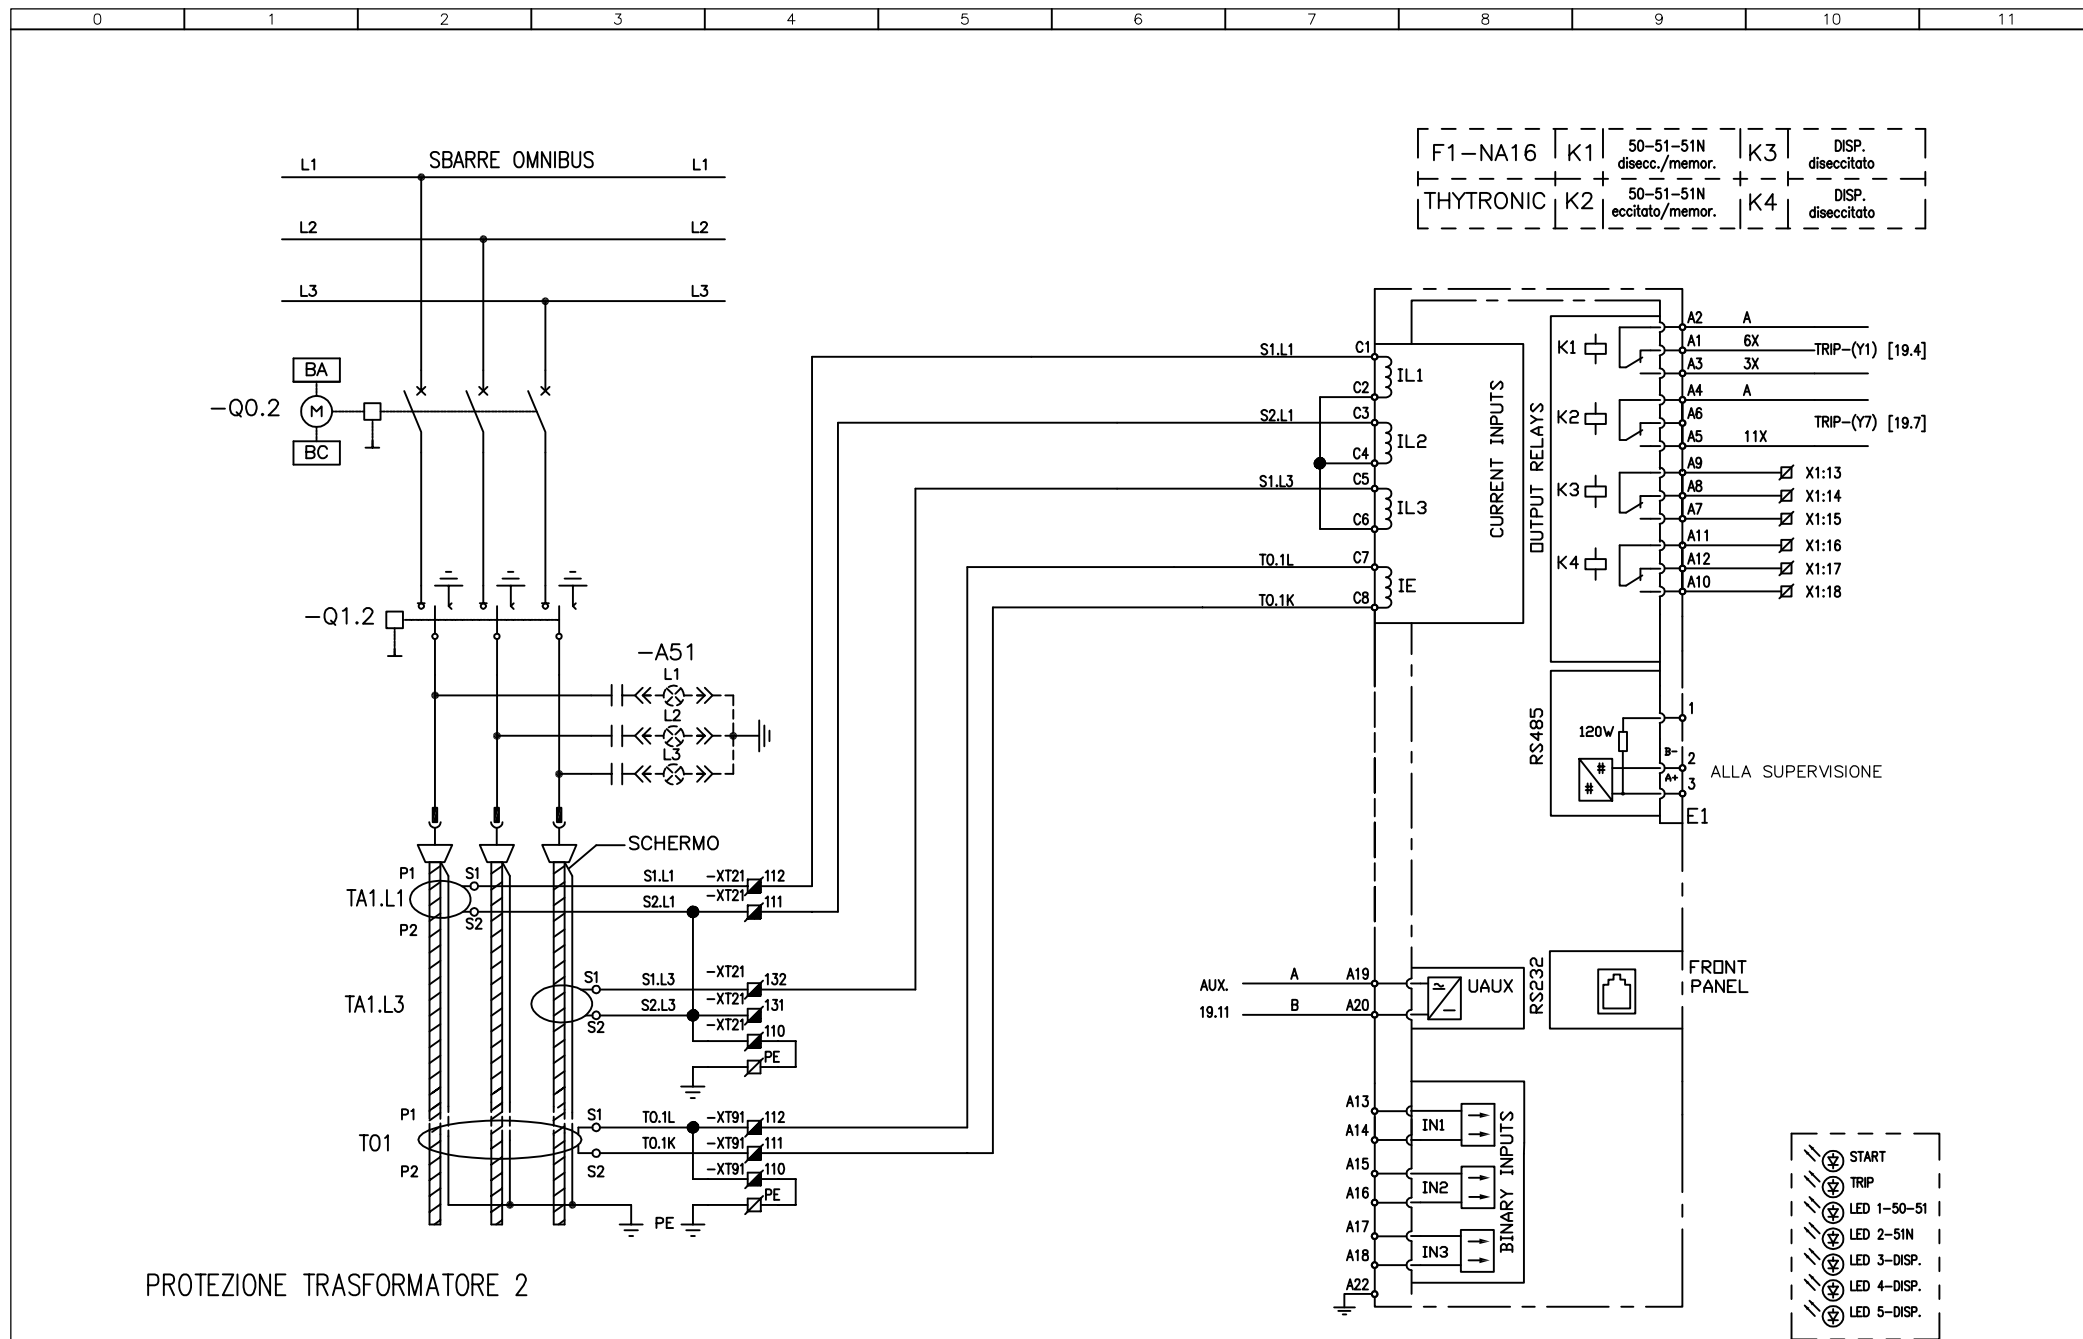 0 1 2 3 4 5 6 7 8 9 10 11
F1-NA16 K1 50-51-51N disecc./memor. K3 DISP. diseccitato
THYTRONIC K2 50-51-51N eccitato/memor. K4 DISP. diseccitato
SBARRE OMNIBUS
L1 L1
L2 L2
L3 L3
BA
-Q0.2 M
BC
-Q1.2
-A51
L1
L2
L3
SCHERMO
P1 S1 S1.L1 -XT21 112
TA1.L1
P2 S2 S2.L1 -XT21 111
TA1.L3
S1 S1.L3 -XT21 132
S2 S2.L3 -XT21 131
-XT21 110
PE
P1 S1 T0.1L -XT91 112
T01
P2 S2 T0.1K -XT91 111
-XT91 110
PE
PE
S1.L1 C1
IL1
C2
S2.L1 C3
IL2
C4
S1.L3 C5
IL3
C6
T0.1L C7
IE
T0.1K C8
CURRENT INPUTS
OUTPUT RELAYS
K1
A2 A
A1 6X TRIP-(Y1) [19.4]
A3 3X
K2
A4 A
A6 TRIP-(Y7) [19.7]
A5 11X
K3
A9 X1:13
A8 X1:14
A7 X1:15
K4
A11 X1:16
A12 X1:17
A10 X1:18
RS485
120W
1
B- 2
A+ 3
# #
E1
ALLA SUPERVISIONE
AUX. A A19
19.11 B A20
UAUX
RS232
FRONT
PANEL
A13
IN1
A14
A15
IN2
A16
A17
IN3
A18
A22
BINARY INPUTS
START
TRIP
LED 1-50-51
LED 2-51N
LED 3-DISP.
LED 4-DISP.
LED 5-DISP.
PROTEZIONE TRASFORMATORE 2